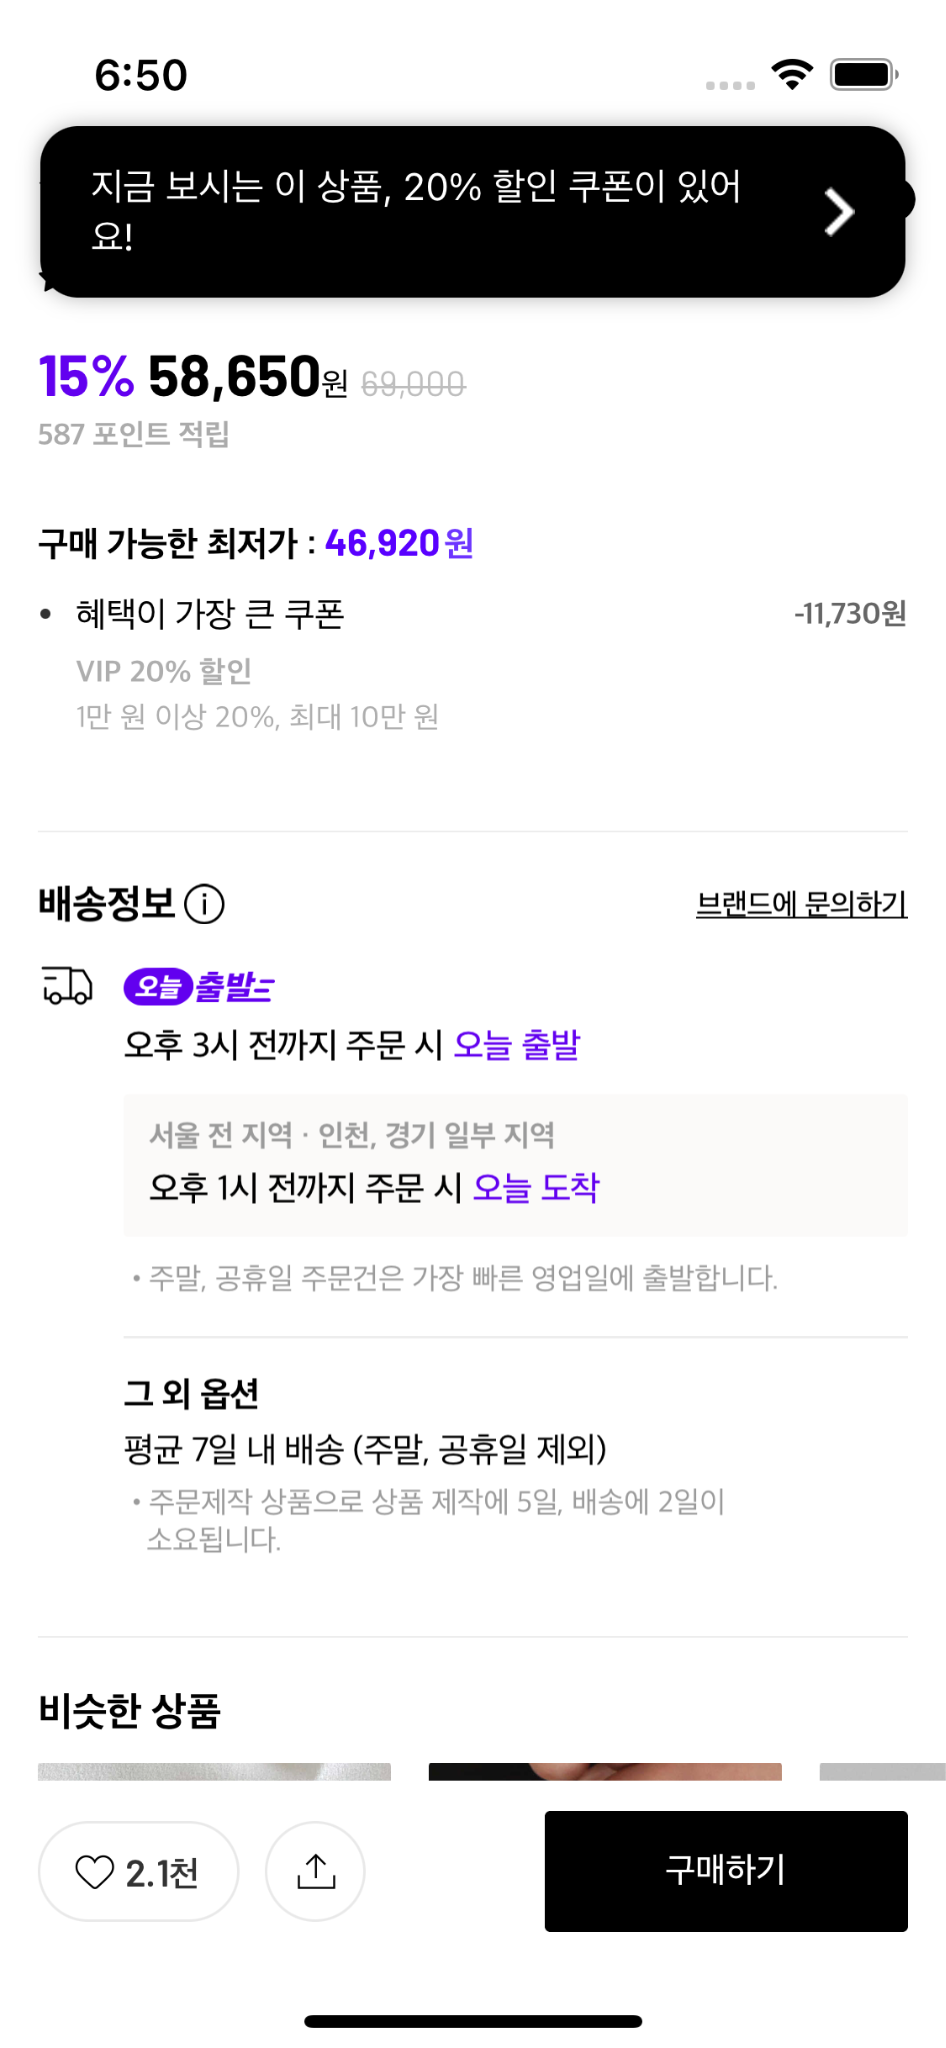 6:50
지금 보시는 이 상품, 20% 할인 쿠폰이 있어
요!
15% 58,650원 69,000
587 포인트 적립
구매 가능한 최저가 : 46,920원
• 혜택이 가장 큰 쿠폰 -11,730원
VIP 20% 할인
1만 원 이상 20%, 최대 10만 원
배송정보 브랜드에 문의하기
오늘출발
오후 3시 전까지 주문 시 오늘 출발
서울 전 지역 · 인천, 경기 일부 지역
오후 1시 전까지 주문 시 오늘 도착
• 주말, 공휴일 주문건은 가장 빠른 영업일에 출발합니다.
그 외 옵션
평균 7일 내 배송 (주말, 공휴일 제외)
• 주문제작 상품으로 상품 제작에 5일, 배송에 2일이
소요됩니다.
비슷한 상품
2.1천
구매하기